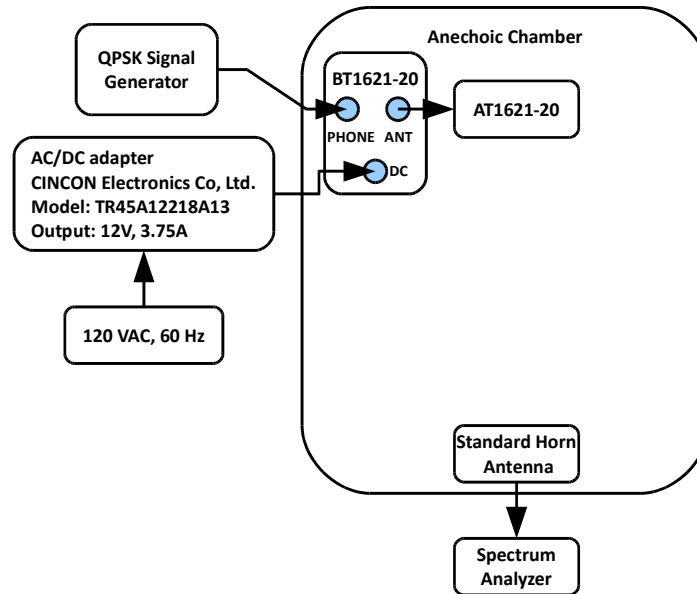 Anechoic Chamber
QPSK Signal
Generator
BT1621-20
PHONE ANT
DC
AT1621-20
AC/DC adapter
CINCON Electronics Co, Ltd.
Model: TR45A12218A13
Output: 12V, 3.75A
120 VAC, 60 Hz
Standard Horn
Antenna
Spectrum
Analyzer